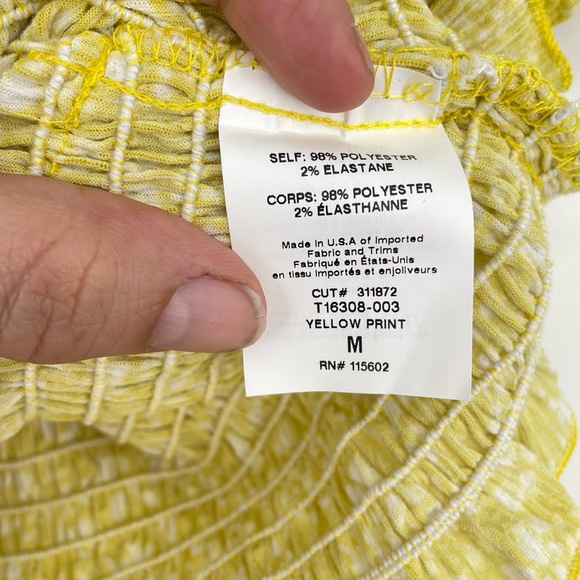 SELF: 98% POLYESTER
2% ELASTANE
CORPS: 98% POLYESTER
2% ÉLASTHANNE
Made in U.S.A of Imported
Fabric and Trims
Fabriqué en États-Unis
en tissu importés et enjoliveurs
CUT# 311872
T16308-003
YELLOW PRINT
M
RN# 115602